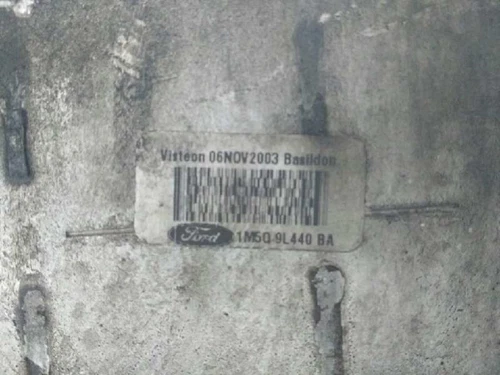 Visteon 06NOV2003 Basildon
Ford 1M5Q 9L440 BA